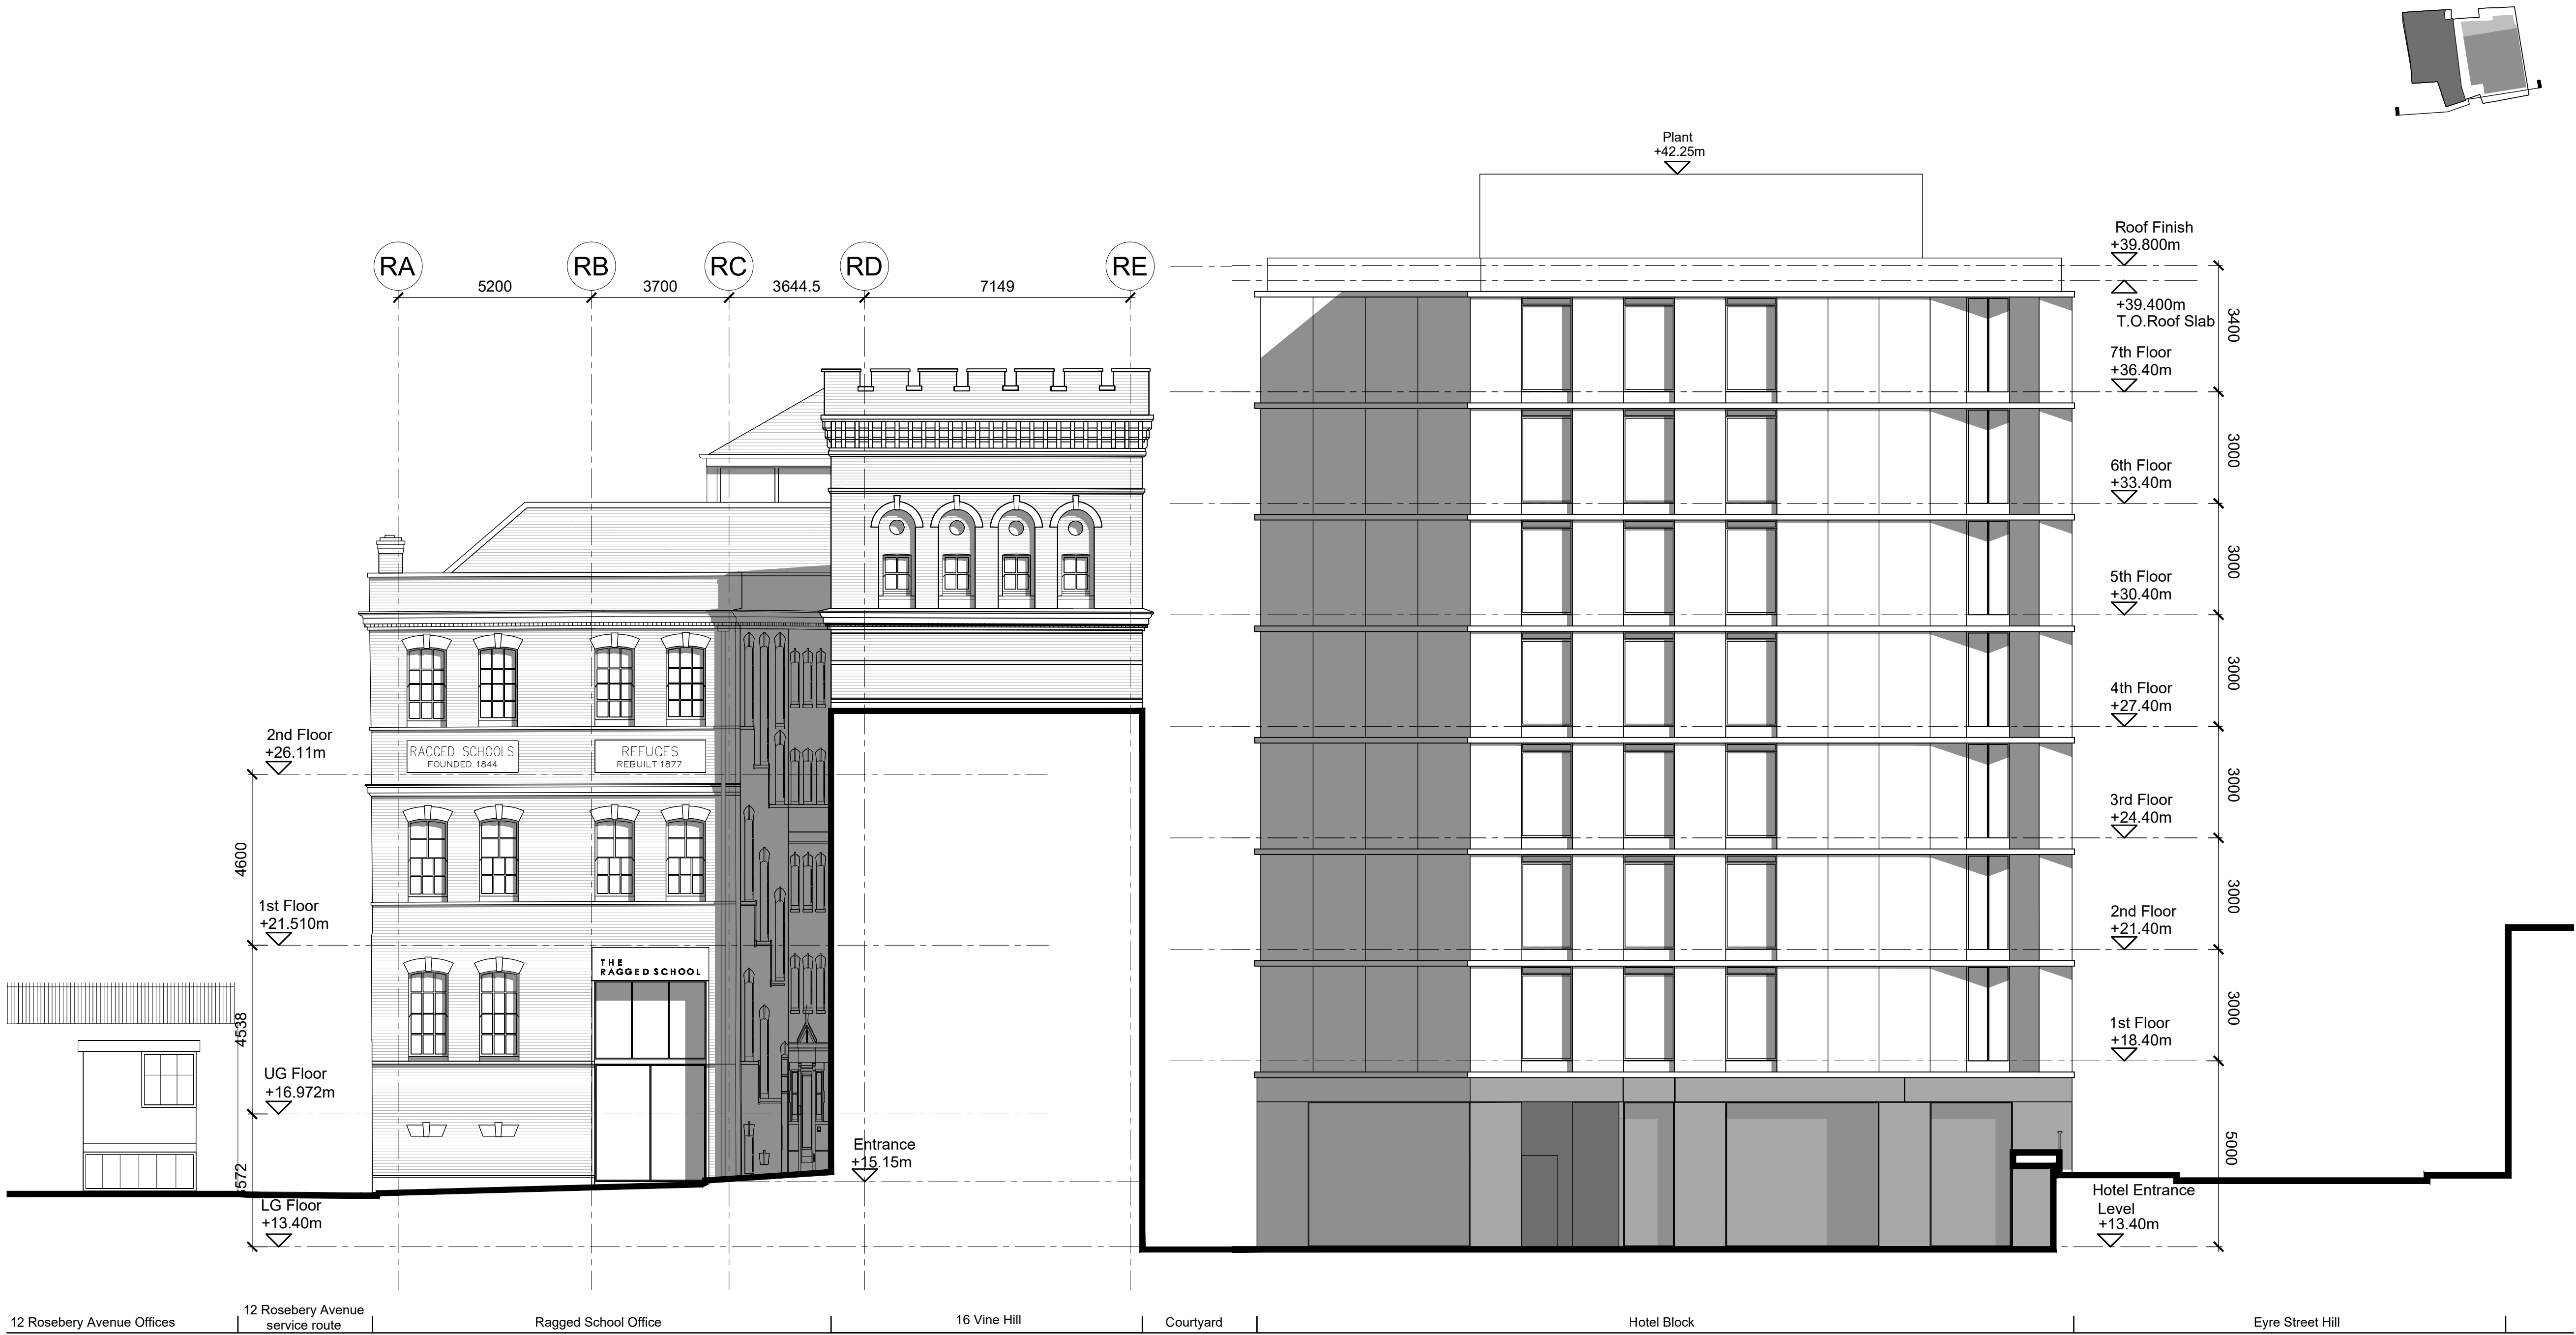 Plant
+42.25m
RA
RB
RC
RD
RE
5200
3700
3644.5
7149
Roof Finish
+39.800m
+39.400m
T.O.Roof Slab
3400
7th Floor
+36.40m
3000
6th Floor
+33.40m
3000
5th Floor
+30.40m
3000
4th Floor
+27.40m
3000
3rd Floor
+24.40m
3000
2nd Floor
+21.40m
3000
1st Floor
+18.40m
5000
Hotel Entrance
Level
+13.40m
2nd Floor
+26.11m
4600
1st Floor
+21.510m
4538
UG Floor
+16.972m
LG Floor
+13.40m
RAGGED SCHOOLS
FOUNDED 1844
REFUGES
REBUILT 1877
THE
RAGGED SCHOOL
Entrance
+15.15m
12 Rosebery Avenue Offices
12 Rosebery Avenue
service route
Ragged School Office
16 Vine Hill
Courtyard
Hotel Block
Eyre Street Hill